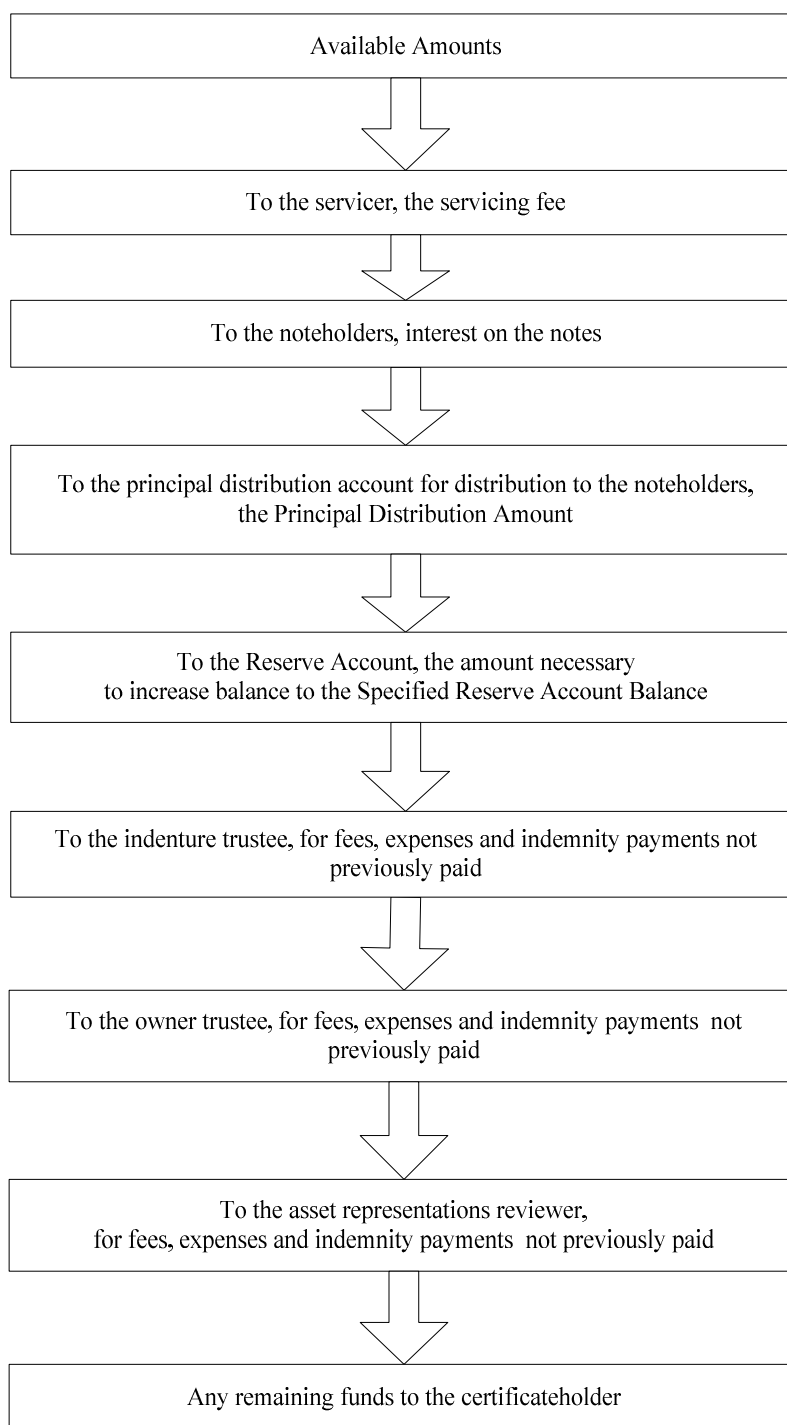 Available Amounts
To the servicer, the servicing fee
To the noteholders, interest on the notes
To the principal distribution account for distribution to the noteholders,
the Principal Distribution Amount
To the Reserve Account, the amount necessary
to increase balance to the Specified Reserve Account Balance
To the indenture trustee, for fees, expenses and indemnity payments not
previously paid
To the owner trustee, for fees, expenses and indemnity payments  not
previously paid
To the asset representations reviewer,
for fees, expenses and indemnity payments  not previously paid
Any remaining funds to the certificateholder